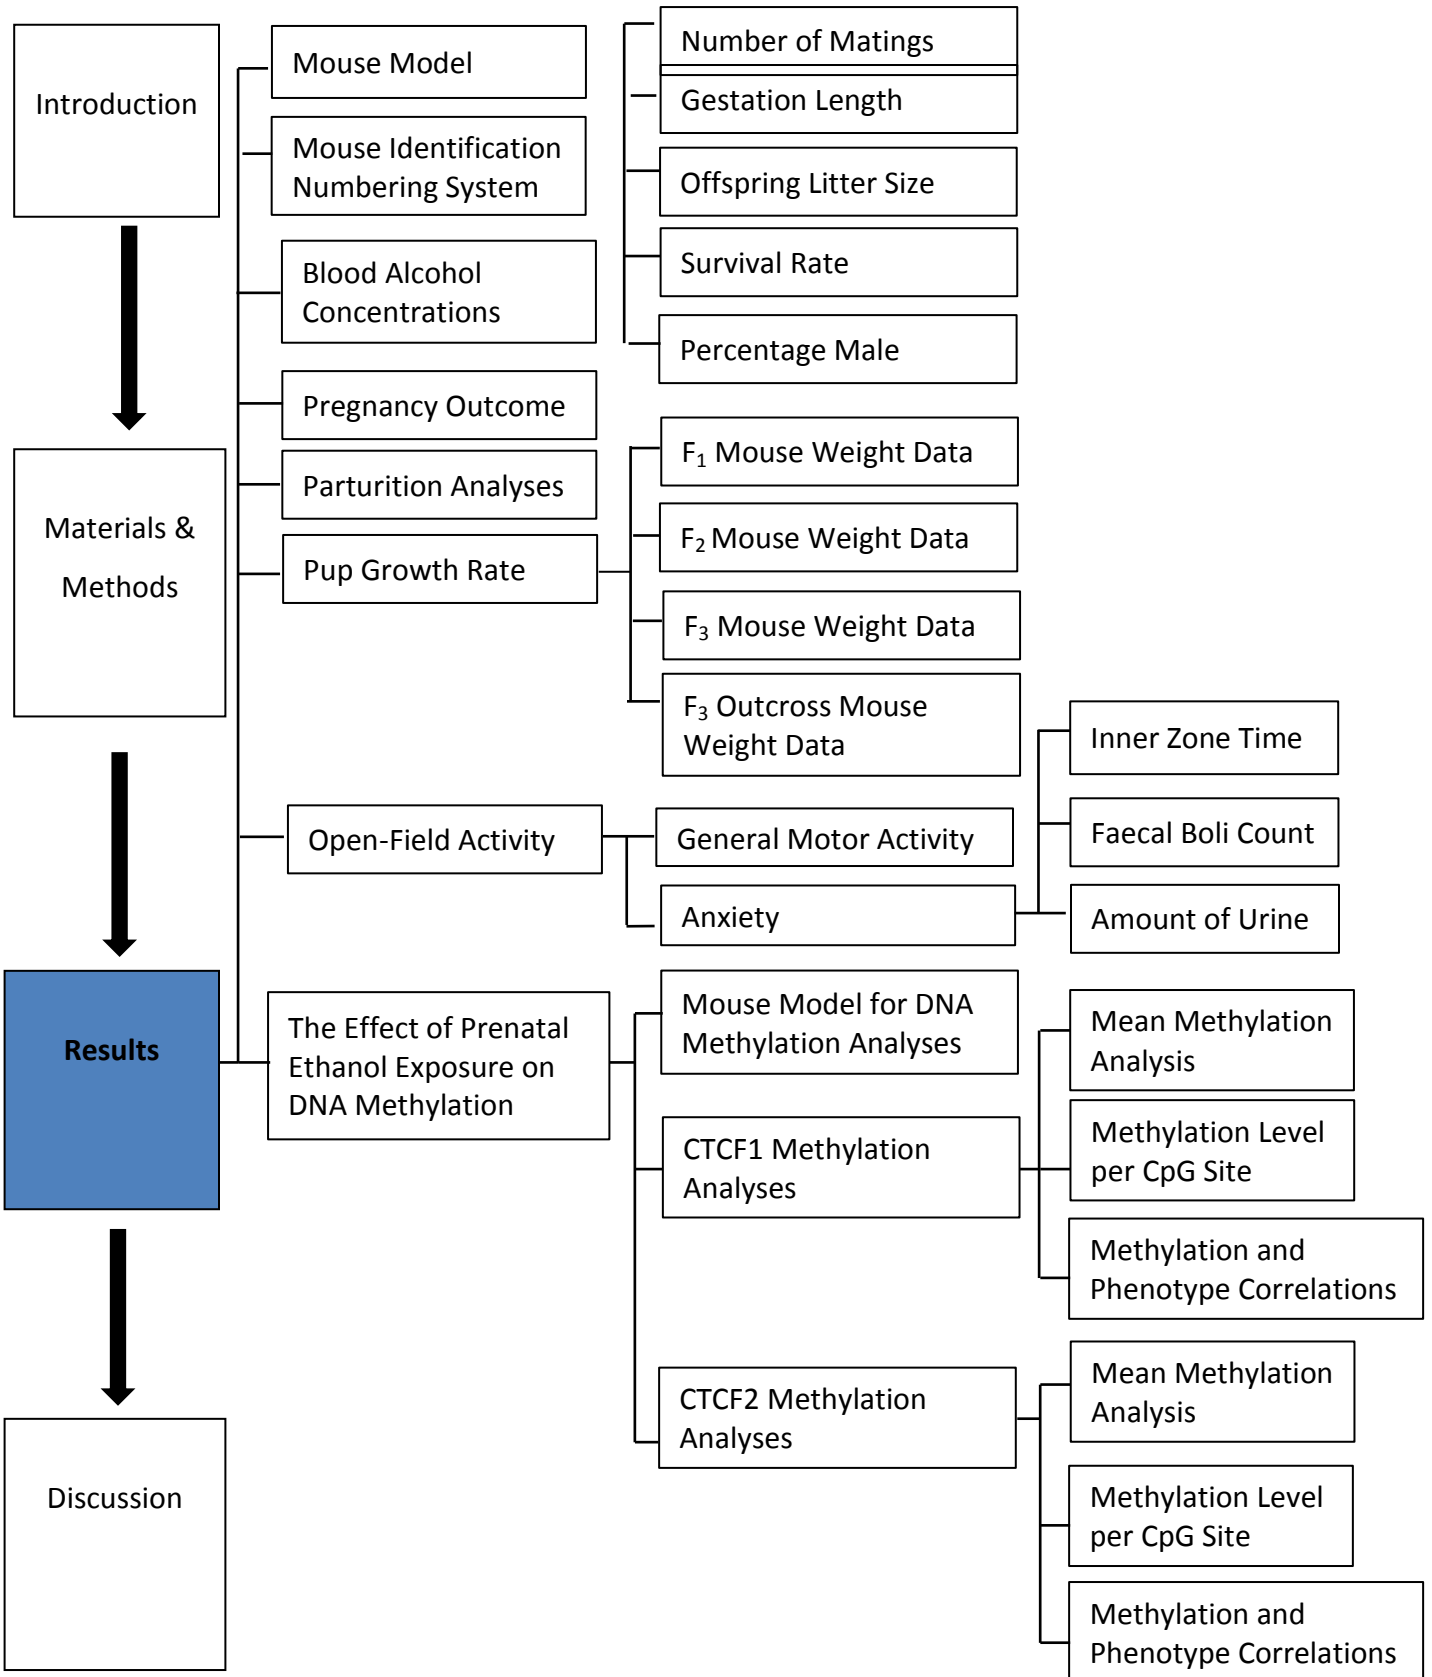 Introduction
Materials &
Methods
Results
Discussion
Mouse Model
Mouse Identification
Numbering System
Blood Alcohol
Concentrations
Pregnancy Outcome
Parturition Analyses
Pup Growth Rate
Open-Field Activity
The Effect of Prenatal
Ethanol Exposure on
DNA Methylation
Number of Matings
Gestation Length
Offspring Litter Size
Survival Rate
Percentage Male
F₁ Mouse Weight Data
F₂ Mouse Weight Data
F₃ Mouse Weight Data
F₃ Outcross Mouse
Weight Data
General Motor Activity
Anxiety
Inner Zone Time
Faecal Boli Count
Amount of Urine
Mouse Model for DNA
Methylation Analyses
CTCF1 Methylation
Analyses
Mean Methylation
Analysis
Methylation Level
per CpG Site
Methylation and
Phenotype Correlations
CTCF2 Methylation
Analyses
Mean Methylation
Analysis
Methylation Level
per CpG Site
Methylation and
Phenotype Correlations